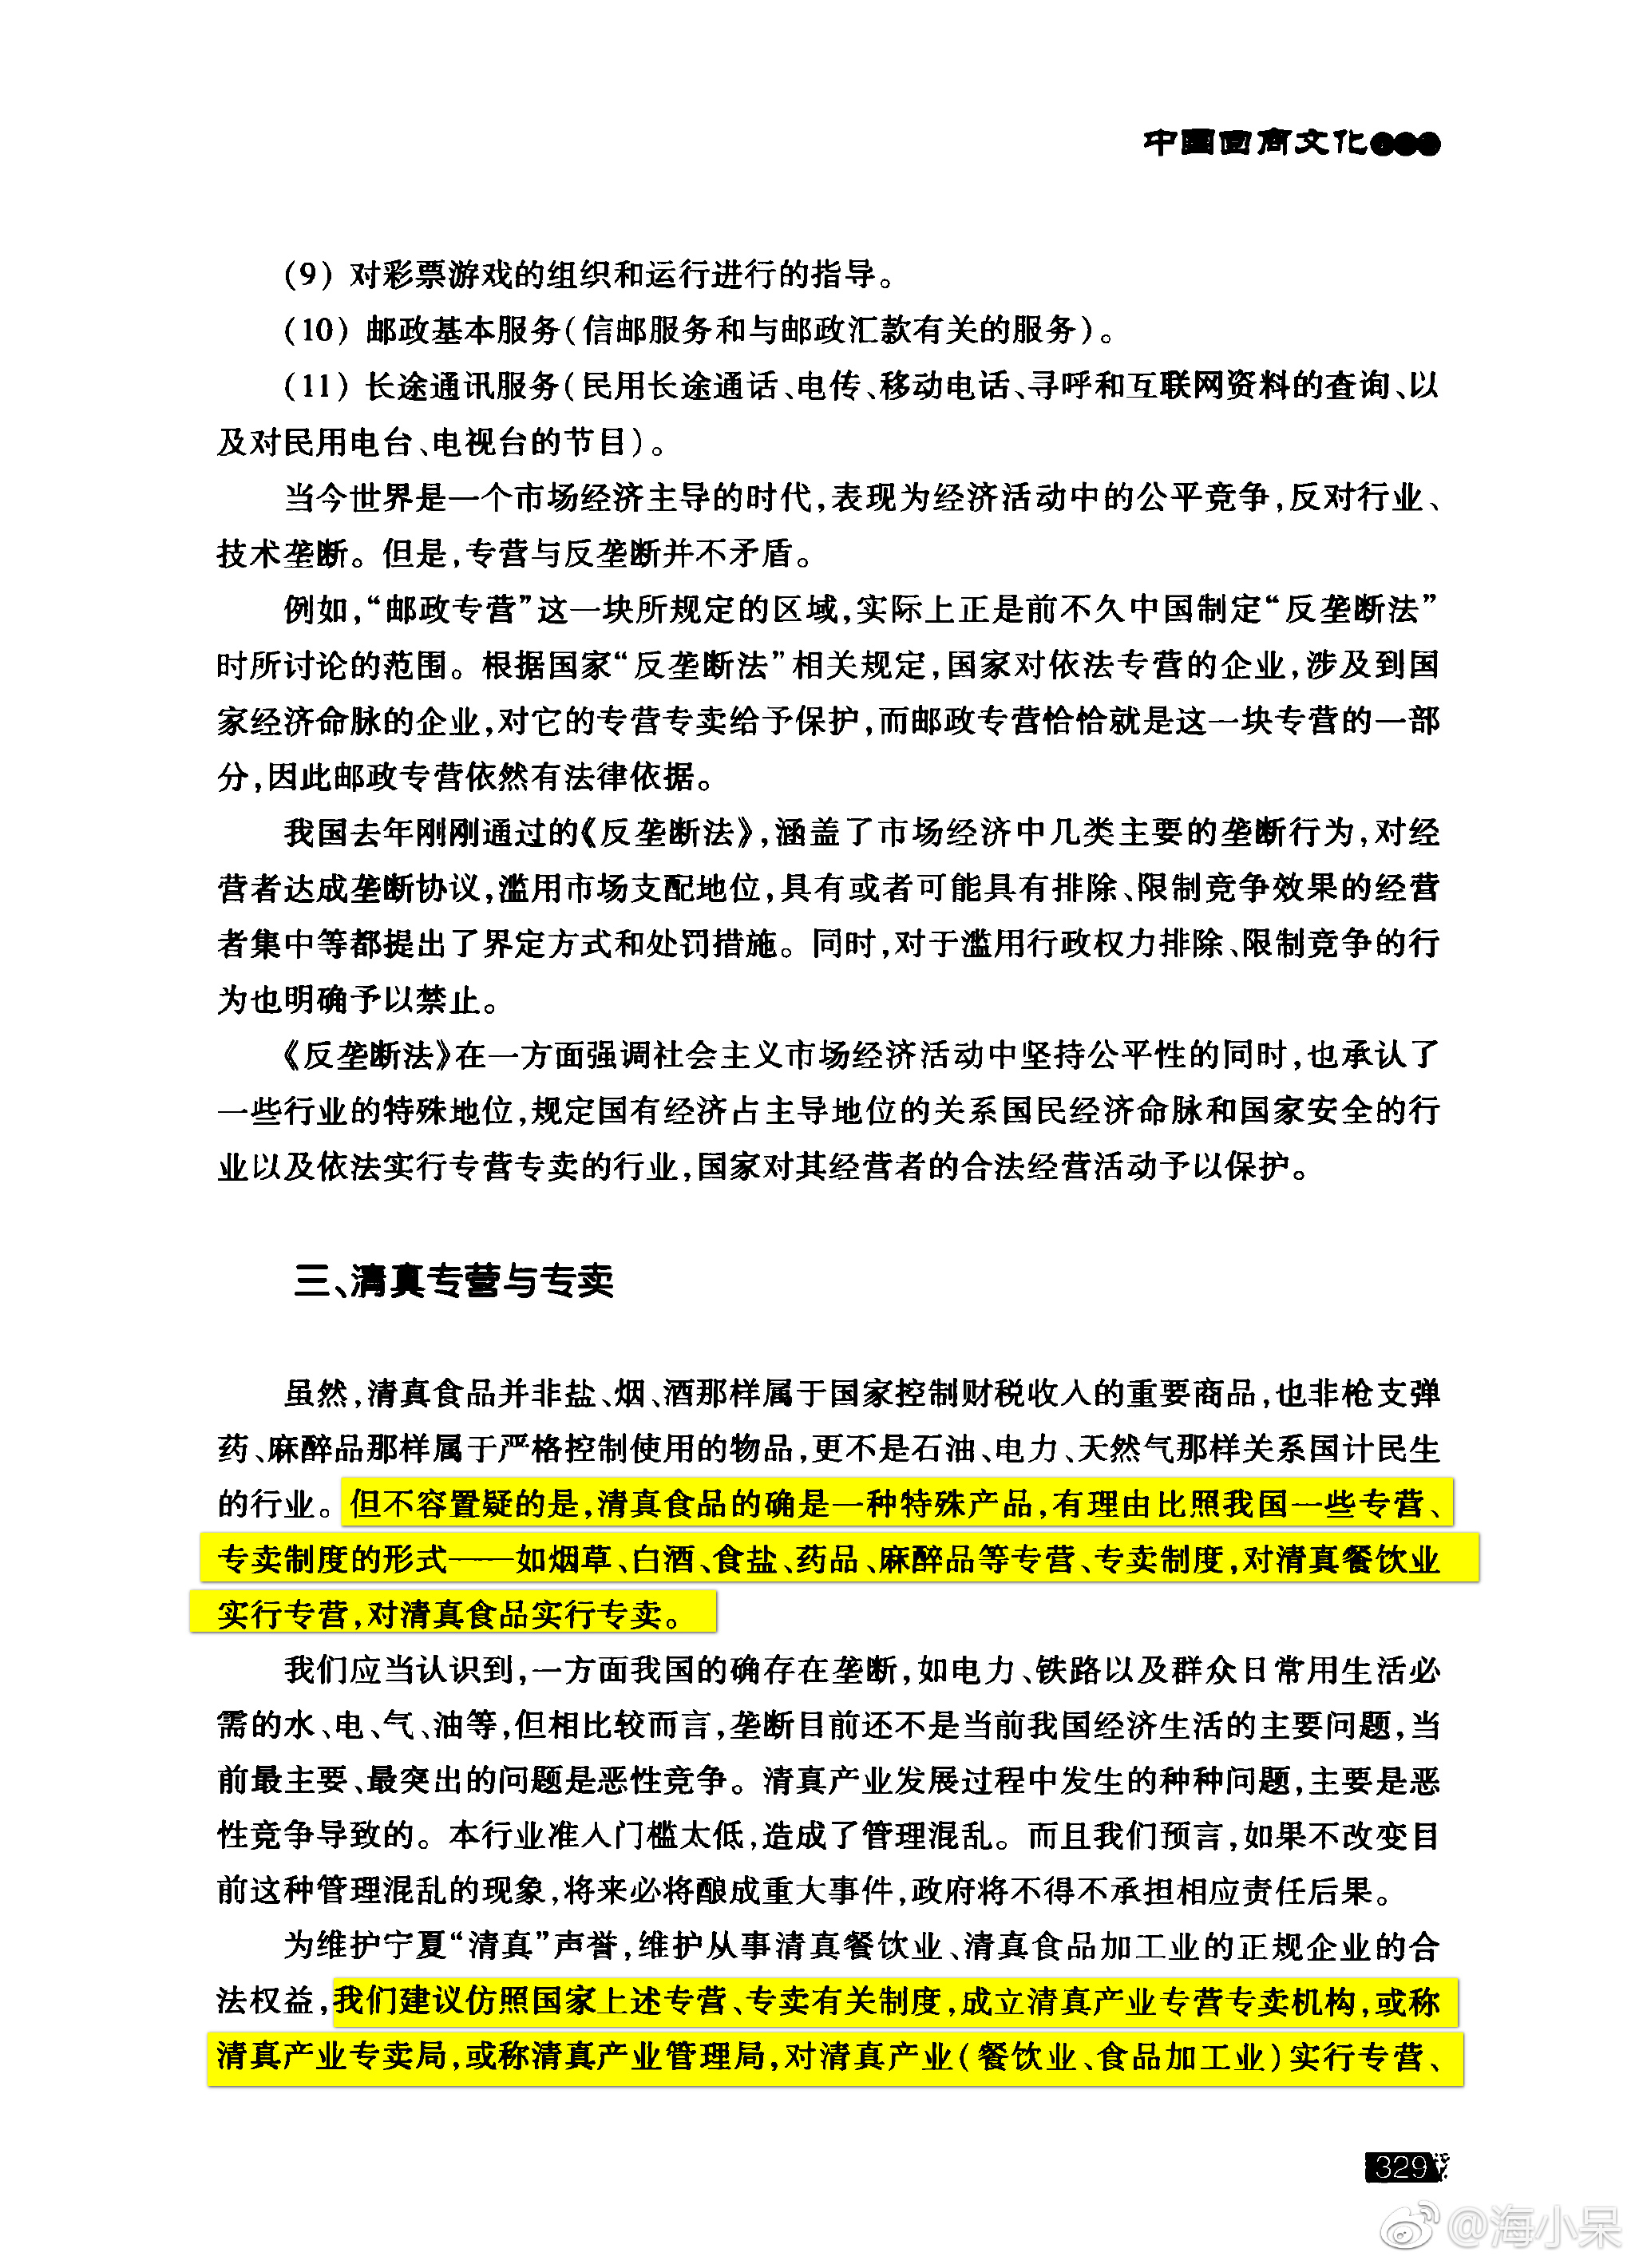 中国回商文化
(9) 对彩票游戏的组织和运行进行的指导。
(10) 邮政基本服务(信邮服务和与邮政汇款有关的服务)。
(11) 长途通讯服务(民用长途通话、电传、移动电话、寻呼和互联网资料的查询、以
及对民用电台、电视台的节目)。
当今世界是一个市场经济主导的时代,表现为经济活动中的公平竞争,反对行业、
技术垄断。但是,专营与反垄断并不矛盾。
例如,“邮政专营”这一块所规定的区域,实际上正是前不久中国制定“反垄断法”
时所讨论的范围。根据国家“反垄断法”相关规定,国家对依法专营的企业,涉及到国
家经济命脉的企业,对它的专营专卖给予保护,而邮政专营恰恰就是这一块专营的一部
分,因此邮政专营依然有法律依据。
我国去年刚刚通过的《反垄断法》,涵盖了市场经济中几类主要的垄断行为,对经
营者达成垄断协议,滥用市场支配地位,具有或者可能具有排除、限制竞争效果的经营
者集中等都提出了界定方式和处罚措施。同时,对于滥用行政权力排除、限制竞争的行
为也明确予以禁止。
《反垄断法》在一方面强调社会主义市场经济活动中坚持公平性的同时,也承认了
一些行业的特殊地位,规定国有经济占主导地位的关系国民经济命脉和国家安全的行
业以及依法实行专营专卖的行业,国家对其经营者的合法经营活动予以保护。
三、清真专营与专卖
虽然,清真食品并非盐、烟、酒那样属于国家控制财税收入的重要商品,也非枪支弹
药、麻醉品那样属于严格控制使用的物品,更不是石油、电力、天然气那样关系国计民生
的行业。但不容置疑的是,清真食品的确是一种特殊产品,有理由比照我国一些专营、
专卖制度的形式——如烟草、白酒、食盐、药品、麻醉品等专营、专卖制度,对清真餐饮业
实行专营,对清真食品实行专卖。
我们应当认识到,一方面我国的确存在垄断,如电力、铁路以及群众日常用生活必
需的水、电、气、油等,但相比较而言,垄断目前还不是当前我国经济生活的主要问题,当
前最主要、最突出的问题是恶性竞争。清真产业发展过程中发生的种种问题,主要是恶
性竞争导致的。本行业准入门槛太低,造成了管理混乱。而且我们预言,如果不改变目
前这种管理混乱的现象,将来必将酿成重大事件,政府将不得不承担相应责任后果。
为维护宁夏“清真”声誉,维护从事清真餐饮业、清真食品加工业的正规企业的合
法权益,我们建议仿照国家上述专营、专卖有关制度,成立清真产业专营专卖机构,或称
清真产业专卖局,或称清真产业管理局,对清真产业(餐饮业、食品加工业)实行专营、
329
@海小呆